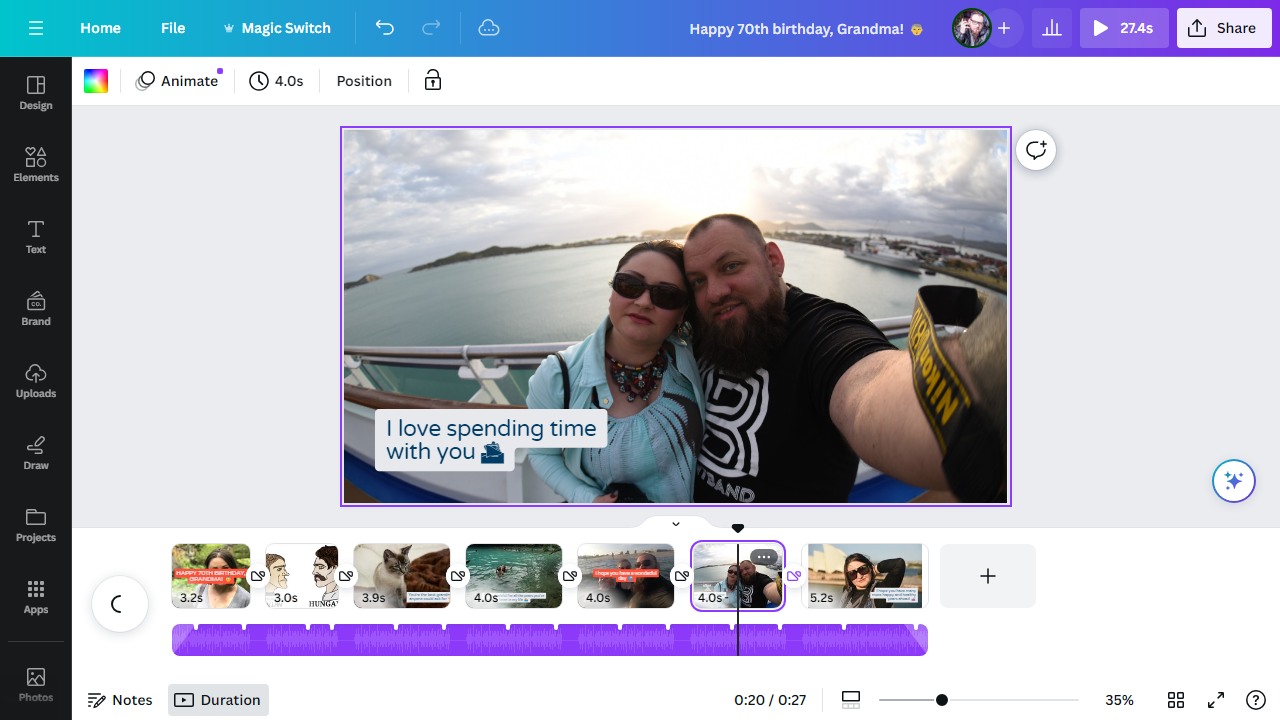 Home
File
Magic Switch
Happy 70th birthday, Grandma! 👵
27.4s
Share
Animate
4.0s
Position
Design
Elements
Text
CO.
Brand
Uploads
Draw
Projects
Apps
Photos
I love spending time
with you
HAPPY 70TH BIRTHDAY,
GRANDMA!
3.2s
3.0s
HUNGA
3.9s
4.0s
I hope you have a wonderful
day
4.0s
4.0s
5.2s
Notes
Duration
0:20 / 0:27
35%